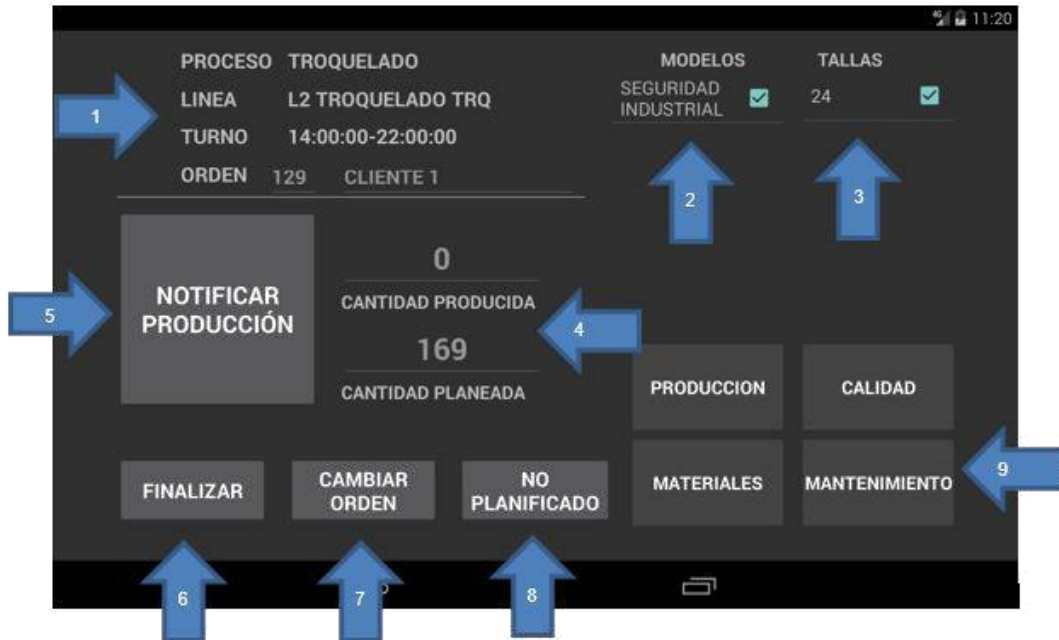 4G 11:20
PROCESO TROQUELADO
LINEA L2 TROQUELADO TRQ
TURNO 14:00:00-22:00:00
ORDEN 129 CLIENTE 1
1
MODELOS
SEGURIDAD
INDUSTRIAL
2
TALLAS
24
3
NOTIFICAR
PRODUCCIÓN
5
0
CANTIDAD PRODUCIDA
169
CANTIDAD PLANEADA
4
PRODUCCION
CALIDAD
MATERIALES
MANTENIMIENTO
9
FINALIZAR
CAMBIAR
ORDEN
NO
PLANIFICADO
6
7
8